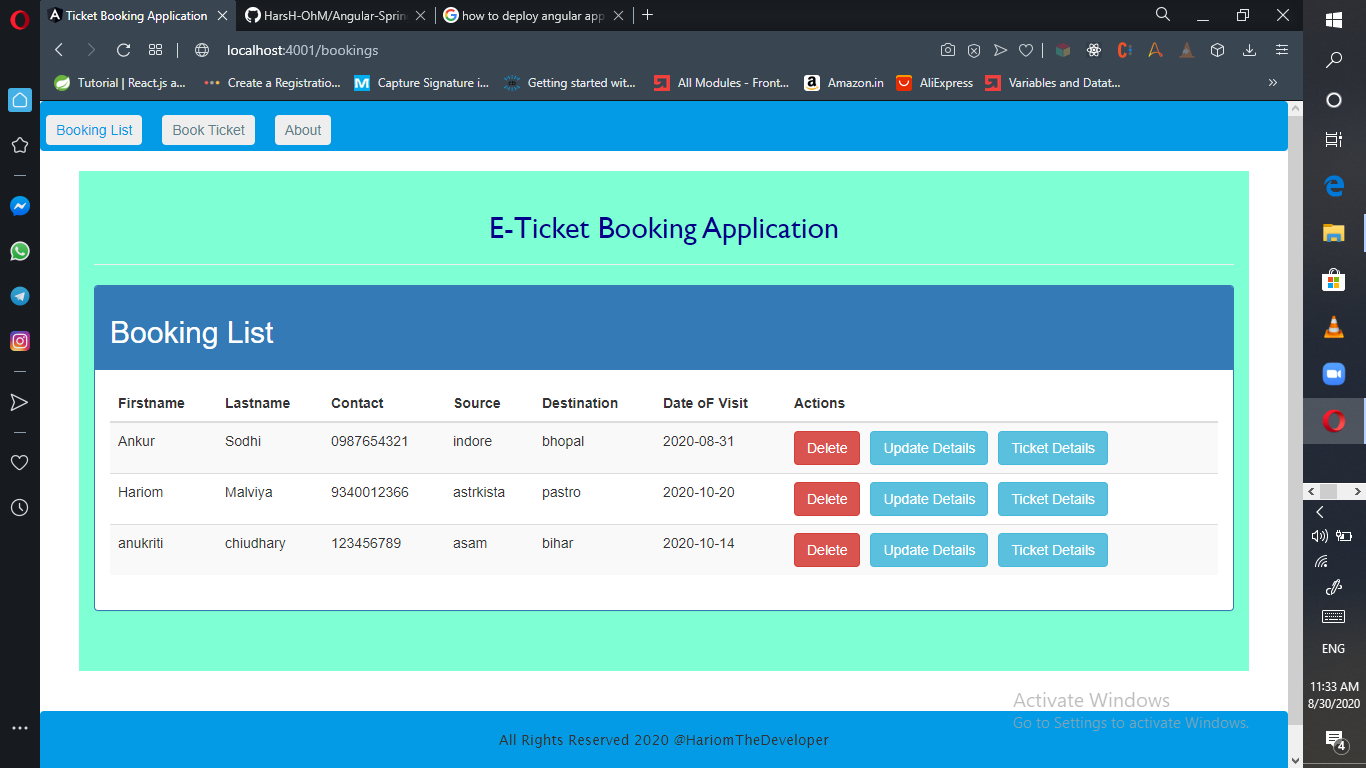 Ticket Booking Application HarsH-OhM/Angular-Sprin how to deploy angular app
localhost:4001/bookings
Tutorial | React.js a... Create a Registratio... Capture Signature i... Getting started wit... All Modules - Front... Amazon.in AliExpress Variables and Datat... »
Booking List Book Ticket About
E-Ticket Booking Application
Booking List
Firstname Lastname Contact Source Destination Date oF Visit Actions
Ankur Sodhi 0987654321 indore bhopal 2020-08-31 Delete Update Details Ticket Details
Hariom Malviya 9340012366 astrkista pastro 2020-10-20 Delete Update Details Ticket Details
anukriti chiudhary 123456789 asam bihar 2020-10-14 Delete Update Details Ticket Details
Activate Windows
Go to Settings to activate Windows.
All Rights Reserved 2020 @HariomTheDeveloper
ENG
11:33 AM
8/30/2020
4